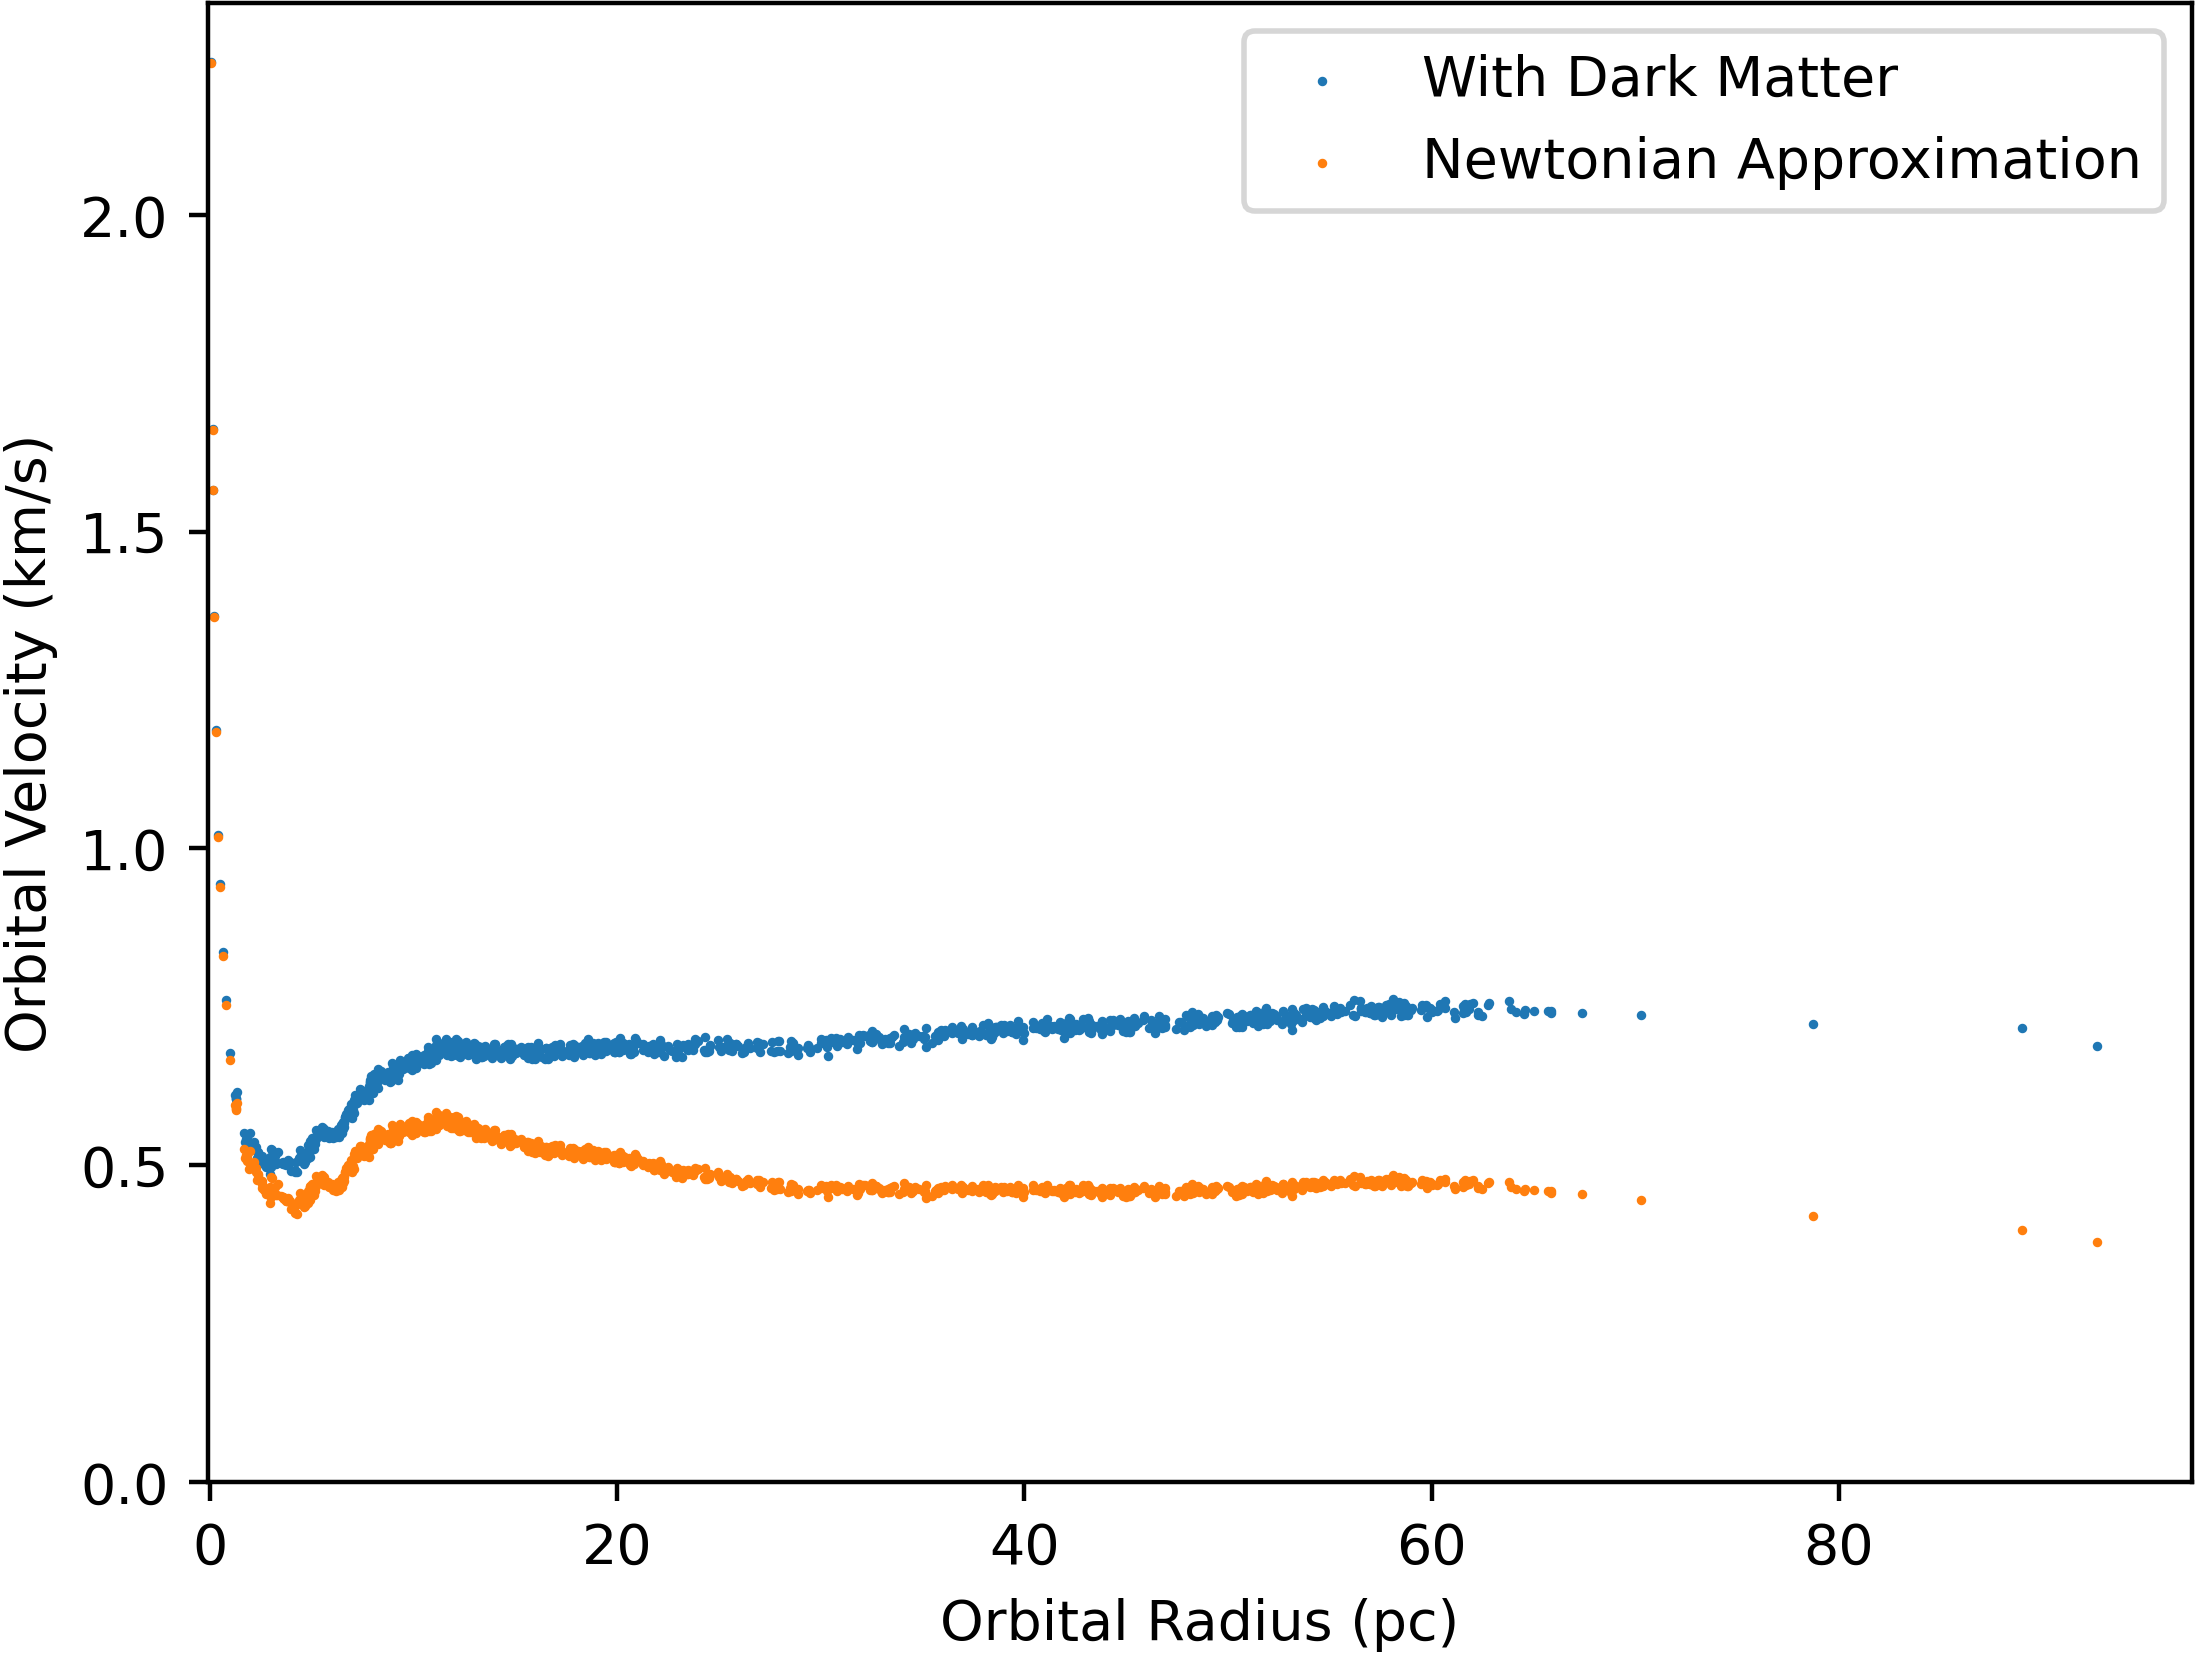 With Dark Matter
Newtonian Approximation
2.0
1.5
1.0
0.5
0.0
Orbital Velocity (km/s)
0 20 40 60 80
Orbital Radius (pc)